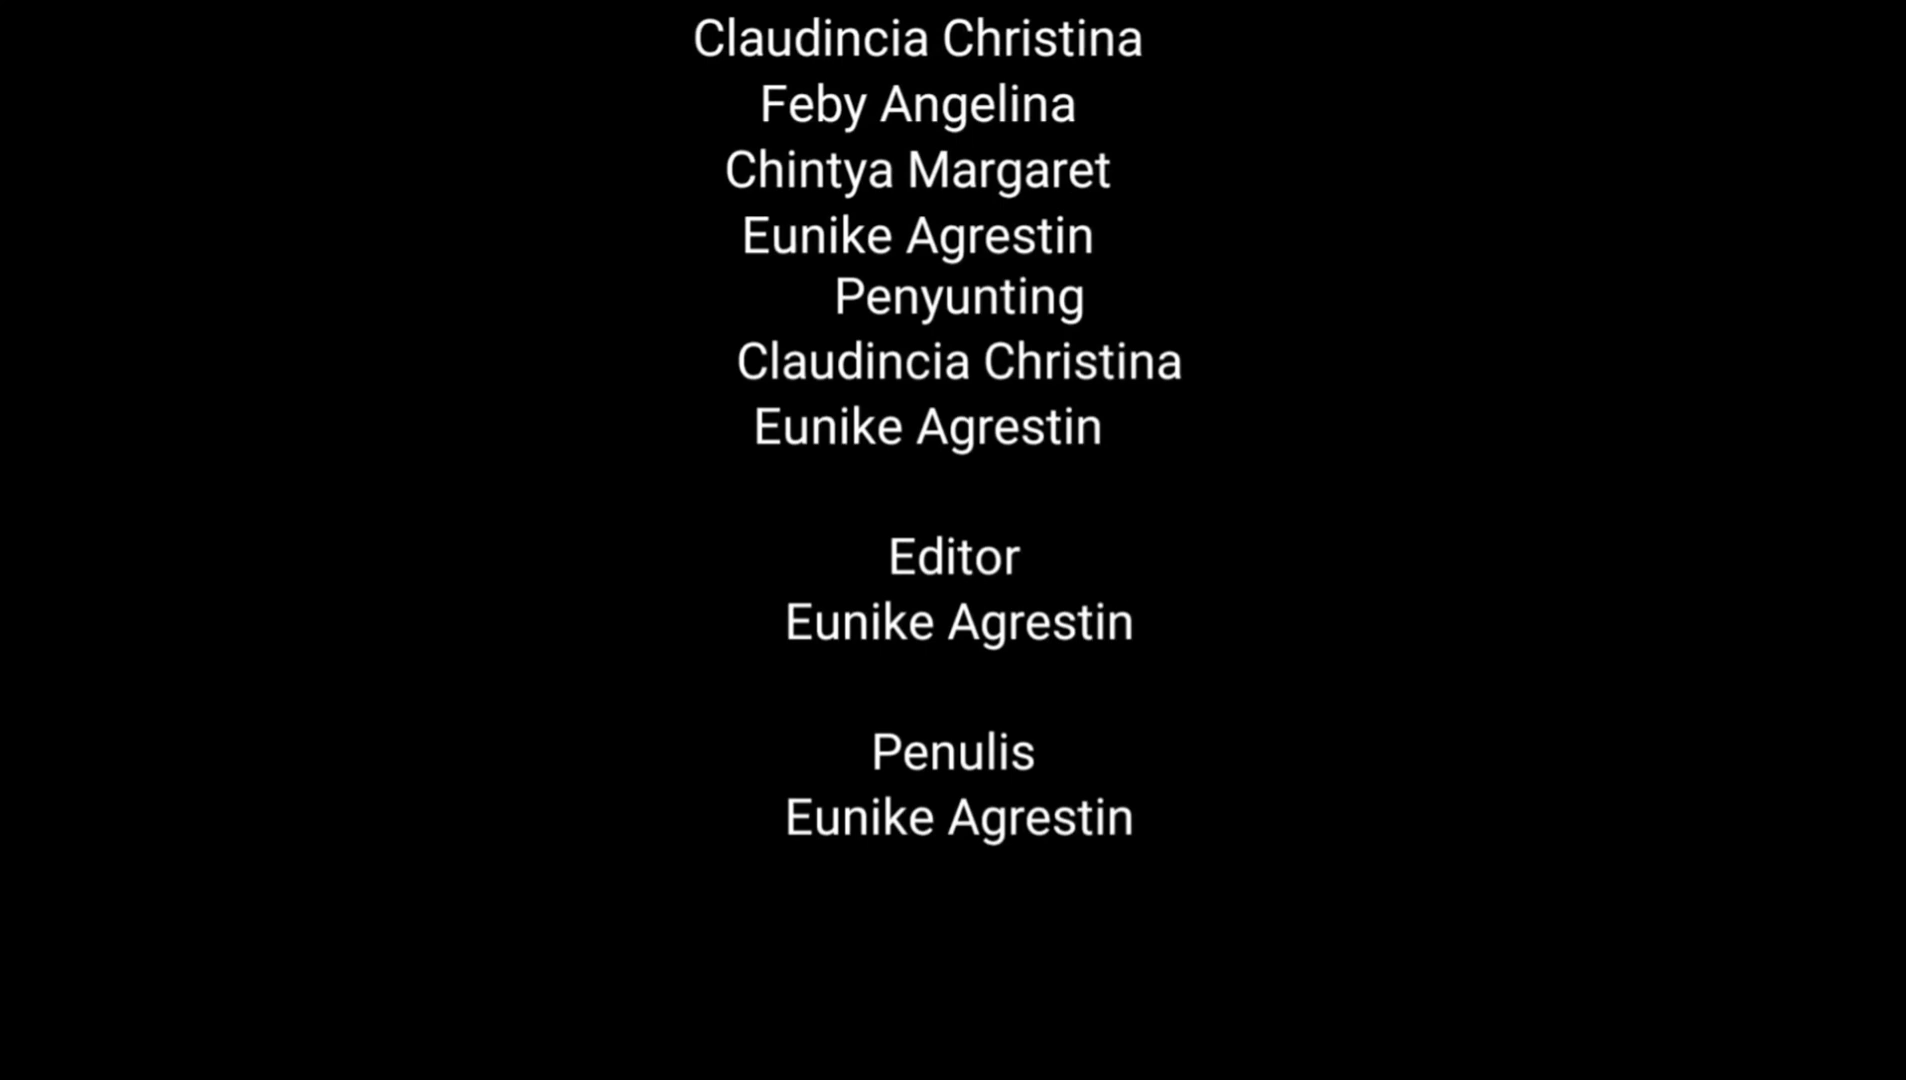 Claudincia Christina
Feby Angelina
Chintya Margaret
Eunike Agrestin
Penyunting
Claudincia Christina
Eunike Agrestin
Editor
Eunike Agrestin
Penulis
Eunike Agrestin